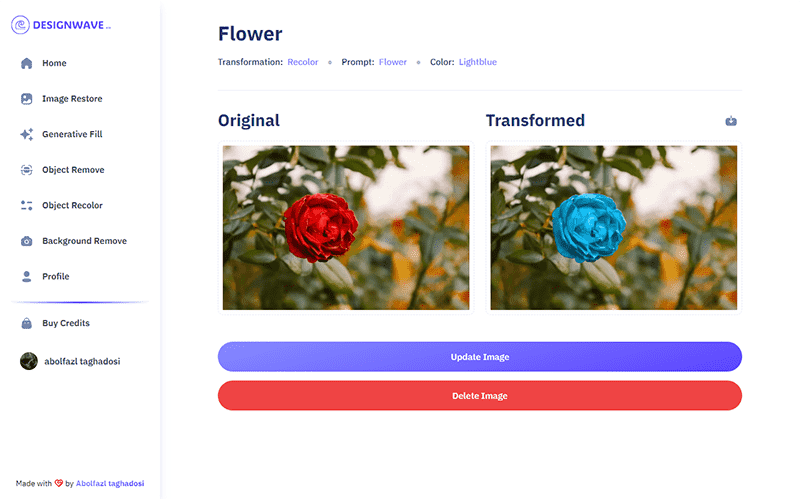 DESIGNWAVE
Home
Image Restore
Generative Fill
Object Remove
Object Recolor
Background Remove
Profile
Buy Credits
abolfazl taghadosi
Made with ❤️ by Abolfazl taghadosi
Flower
Transformation: Recolor • Prompt: Flower • Color: Lightblue
Original
Transformed
Update Image
Delete Image